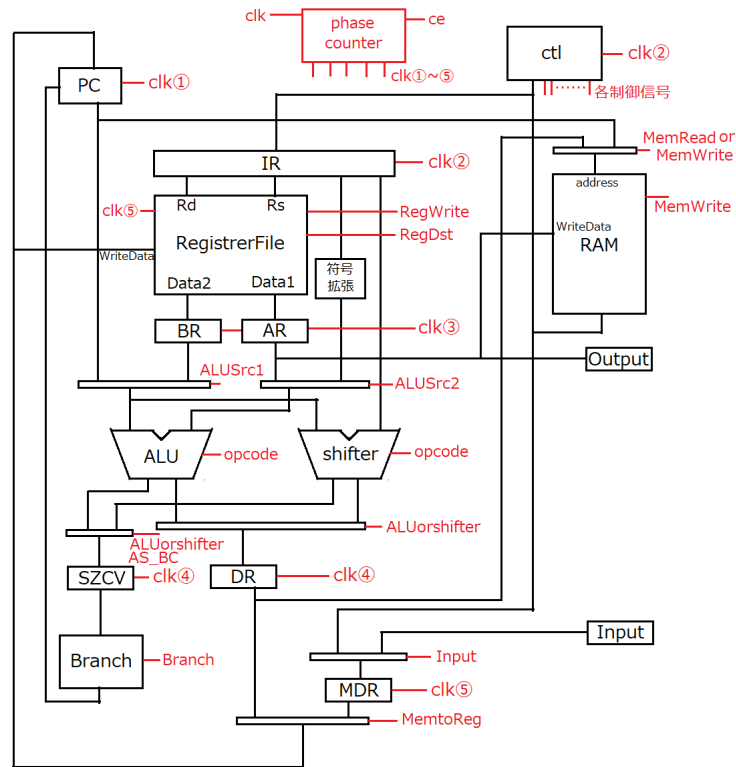 clk
phase
counter
ce
clk①~⑤
ctl
clk②
各制御信号
PC
clk①
MemRead or
MemWrite
IR
clk②
address
clk⑤
Rd
Rs
RegWrite
RegDst
RegistrerFile
WriteData
Data2
Data1
符号
拡張
MemWrite
WriteData
RAM
BR
AR
clk③
Output
ALUSrc1
ALUSrc2
ALU
opcode
shifter
opcode
ALUorshifter
ALUorshifter
AS_BC
SZCV
clk④
DR
clk④
Input
Branch
Branch
Input
MDR
clk⑤
MemtoReg